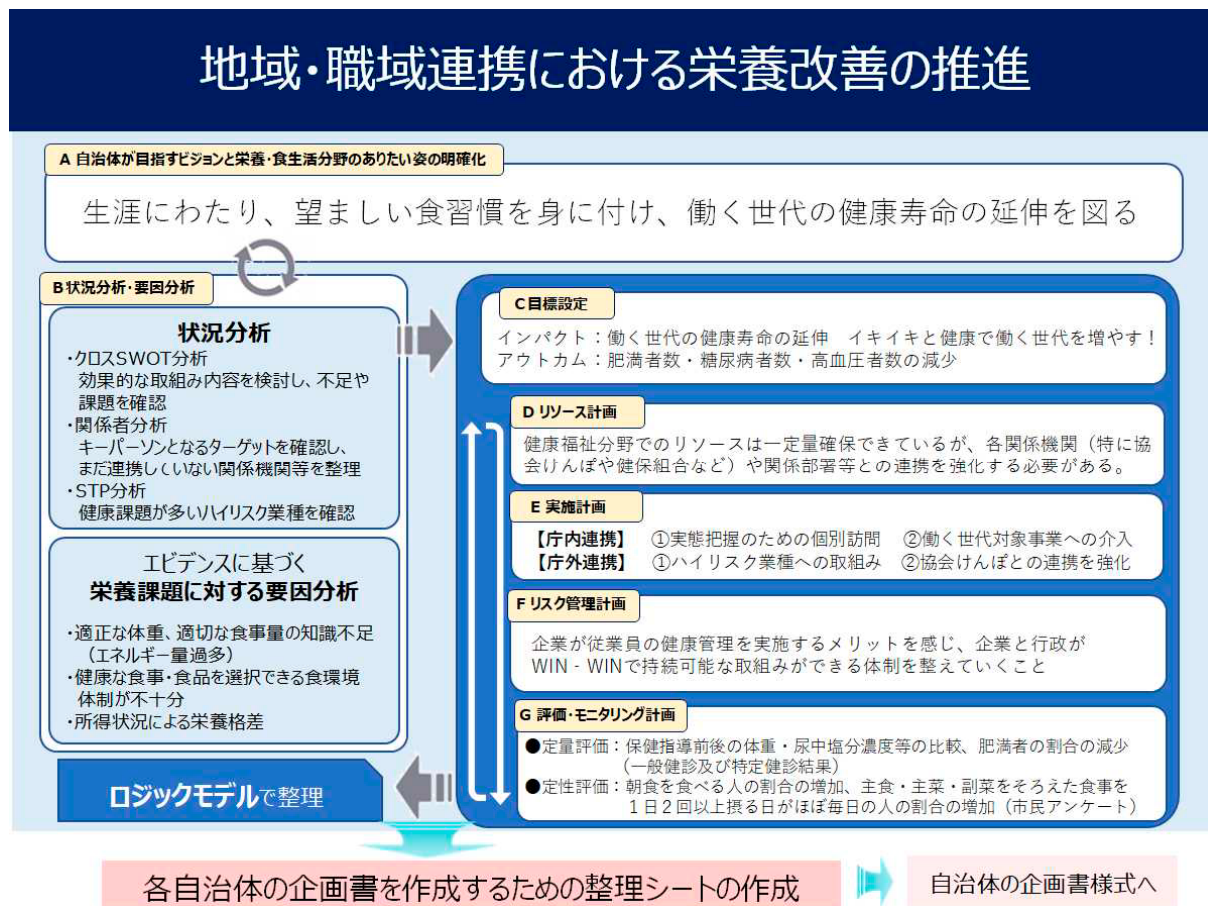 地域・職域連携における栄養改善の推進
A 自治体が目指すビジョンと栄養・食生活分野のありたい姿の明確化
生涯にわたり、望ましい食習慣を身に付け、働く世代の健康寿命の延伸を図る
B状況分析・要因分析
状況分析
・クロスSWOT分析
効果的な取組み内容を検討し、不足や
課題を確認
・関係者分析
キーパーソンとなるターゲットを確認し、
まだ連携していない関係機関等を整理
・STP分析
健康課題が多いハイリスク業種を確認
エビデンスに基づく
栄養課題に対する要因分析
・適正な体重、適切な食事量の知識不足
（エネルギー量過多）
・健康な食事・食品を選択できる食環境
体制が不十分
・所得状況による栄養格差
ロジックモデルで整理
C目標設定
インパクト：働く世代の健康寿命の延伸　イキイキと健康で働く世代を増やす！
アウトカム：肥満者数・糖尿病者数・高血圧者数の減少
D リソース計画
健康福祉分野でのリソースは一定量確保できているが、各関係機関（特に協
会けんぽや健保組合など）や関係部署等との連携を強化する必要がある。
E 実施計画
【庁内連携】　①実態把握のための個別訪問　②働く世代対象事業への介入
【庁外連携】　①ハイリスク業種への取組み　②協会けんぽとの連携を強化
F リスク管理計画
企業が従業員の健康管理を実施するメリットを感じ、企業と行政が
WIN‐WINで持続可能な取組みができる体制を整えていくこと
G 評価・モニタリング計画
●定量評価：保健指導前後の体重・尿中塩分濃度等の比較、肥満者の割合の減少
（一般健診及び特定健診結果）
●定性評価：朝食を食べる人の割合の増加、主食・主菜・副菜をそろえた食事を
１日２回以上摂る日がほぼ毎日の人の割合の増加（市民アンケート）
各自治体の企画書を作成するための整理シートの作成
自治体の企画書様式へ